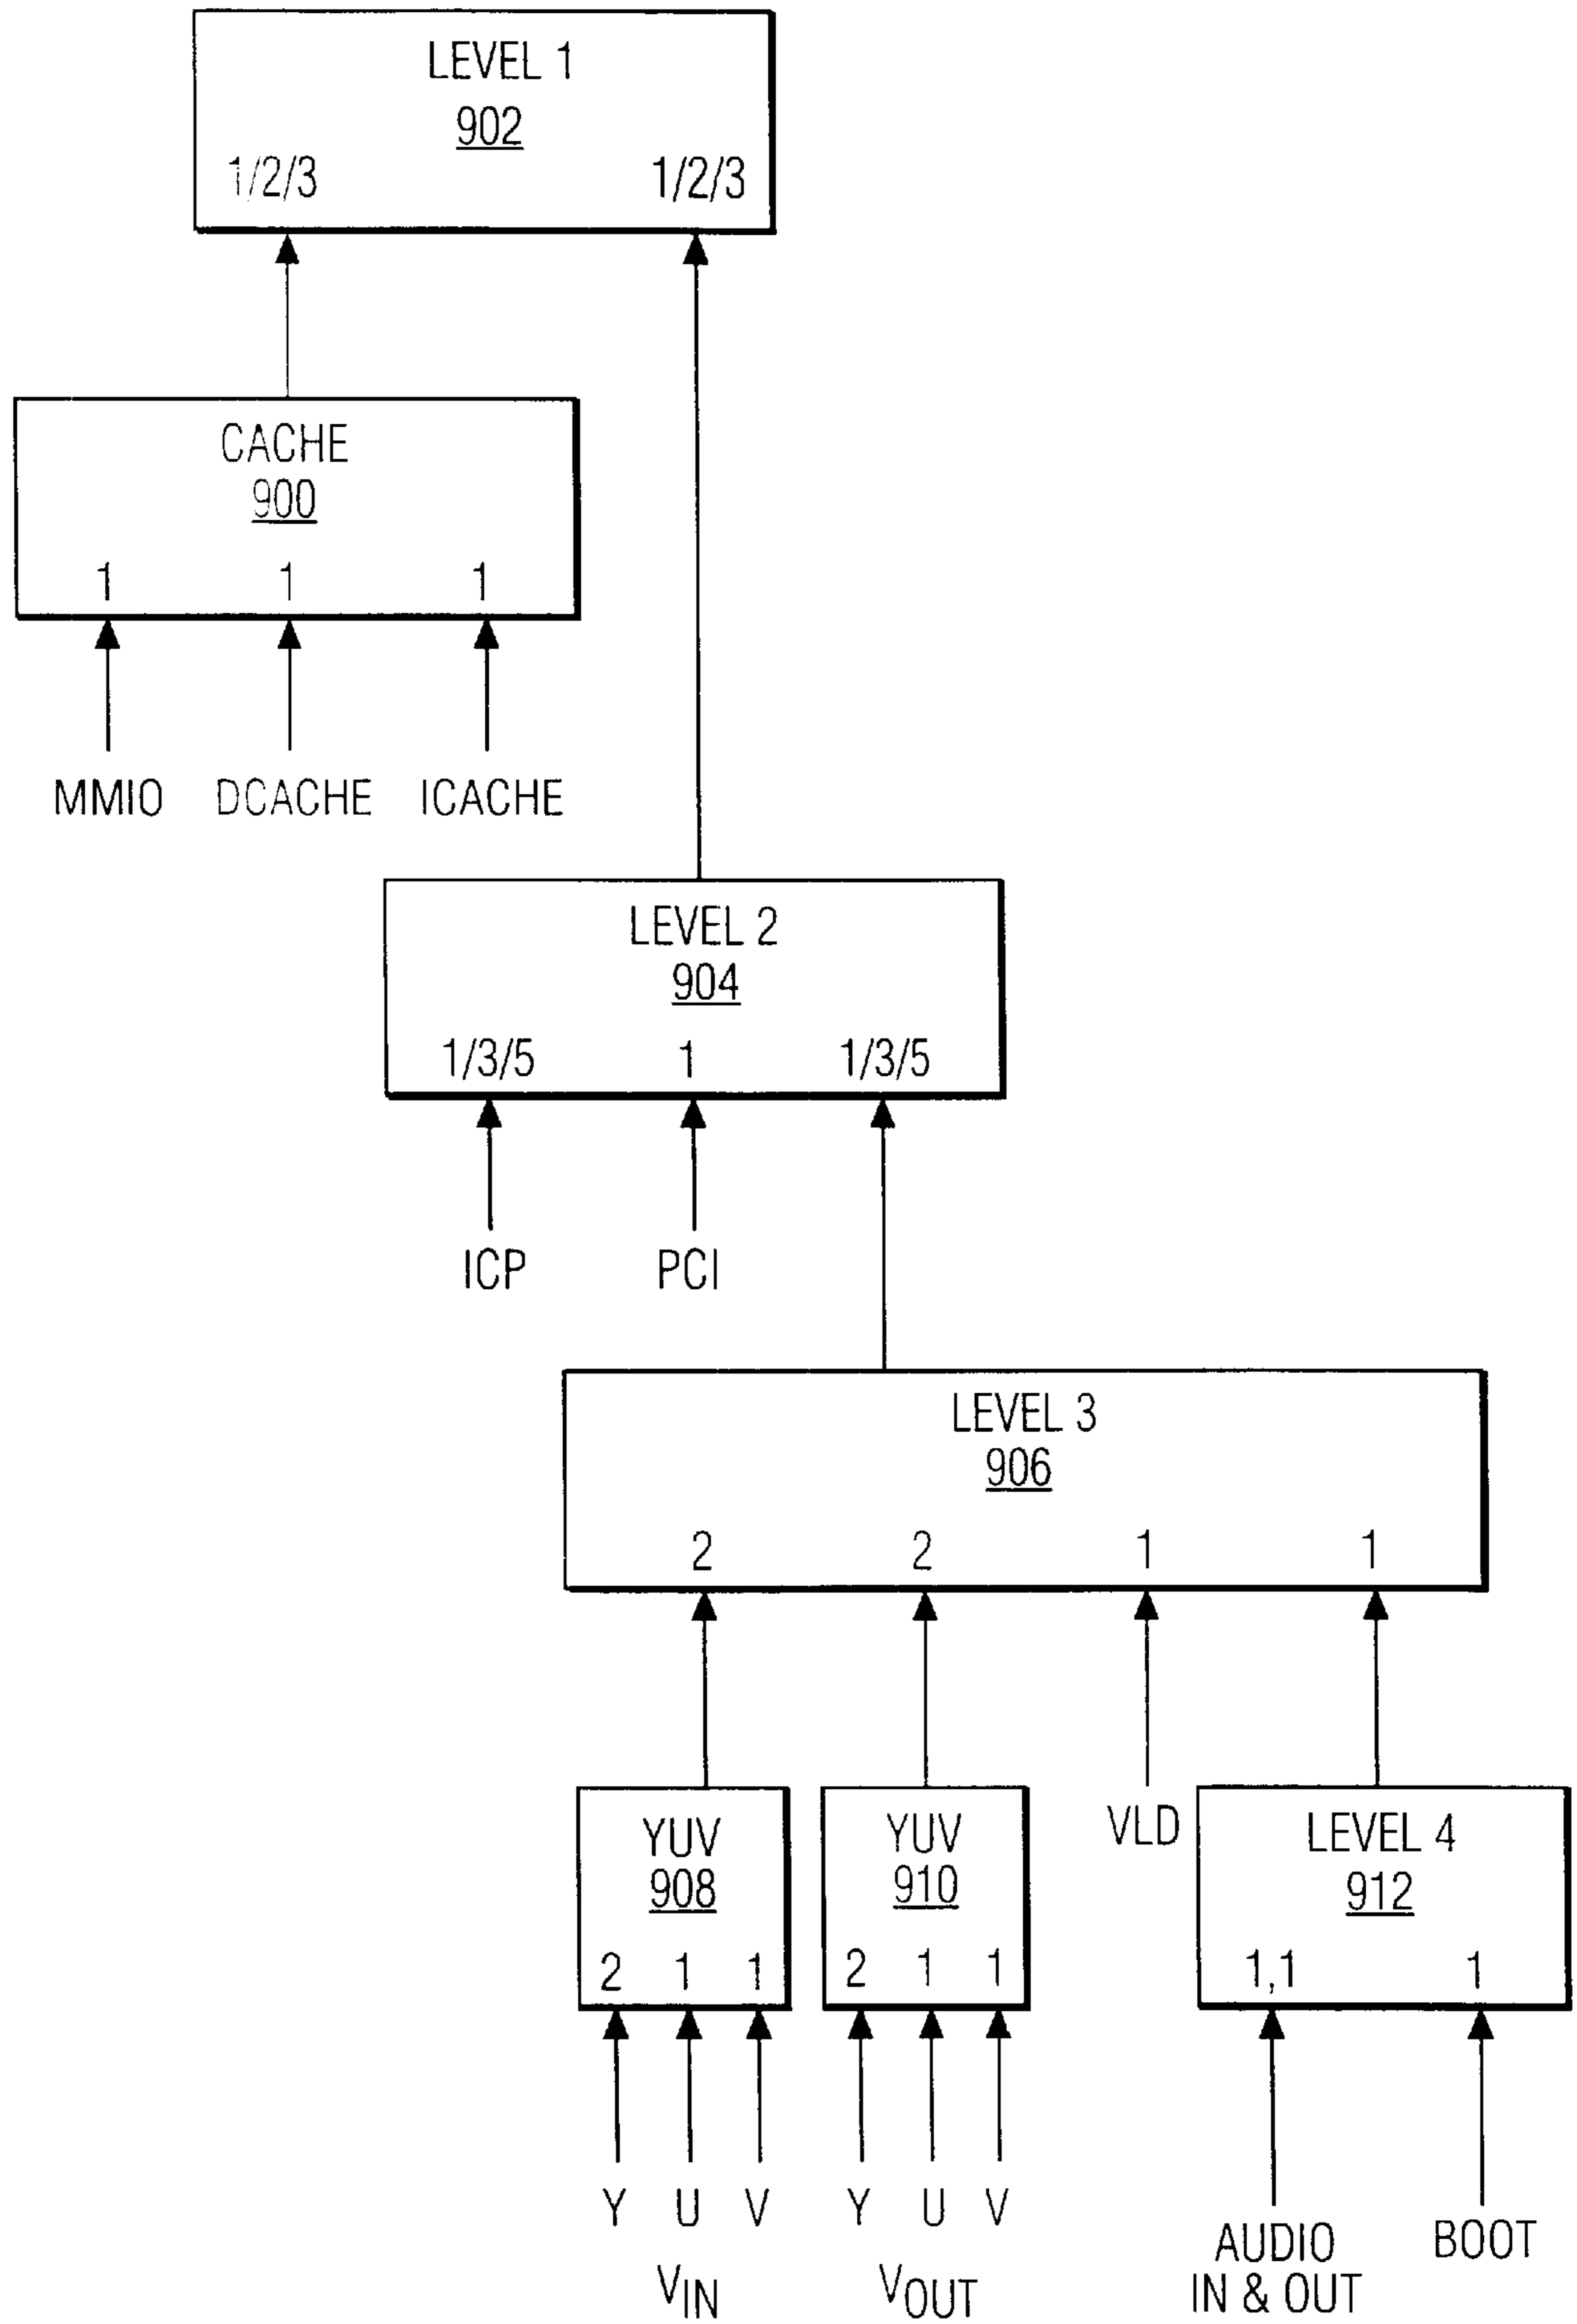 LEVEL 1
902
1/2/3 1/2/3
CACHE
900
1 1 1
MMIO DCACHE ICACHE
LEVEL 2
904
1/3/5 1 1/3/5
ICP PCI
LEVEL 3
906
2 2 1 1
YUV
908
2 1 1
YUV
910
2 1 1
VLD
LEVEL 4
912
1,1 1
Y U V
VIN
Y U V
VOUT
AUDIO
IN & OUT
BOOT